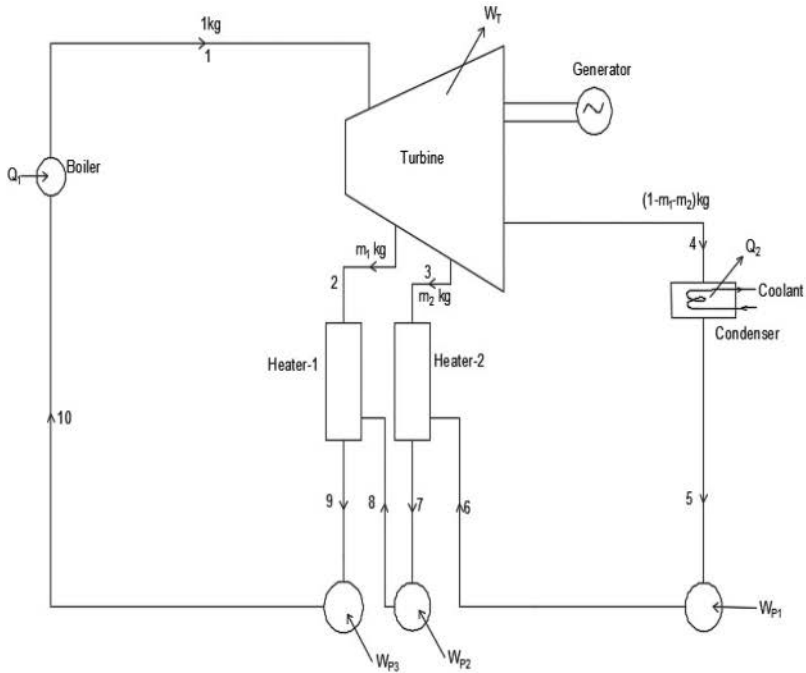 1kg
1
W_T
Generator
Q_1
Boiler
Turbine
(1-m_1-m_2)kg
m_1 kg
2
3
m_2 kg
4
Q_2
Coolant
Condenser
Heater-1
Heater-2
10
9
8
7
6
5
W_P3
W_P2
W_P1